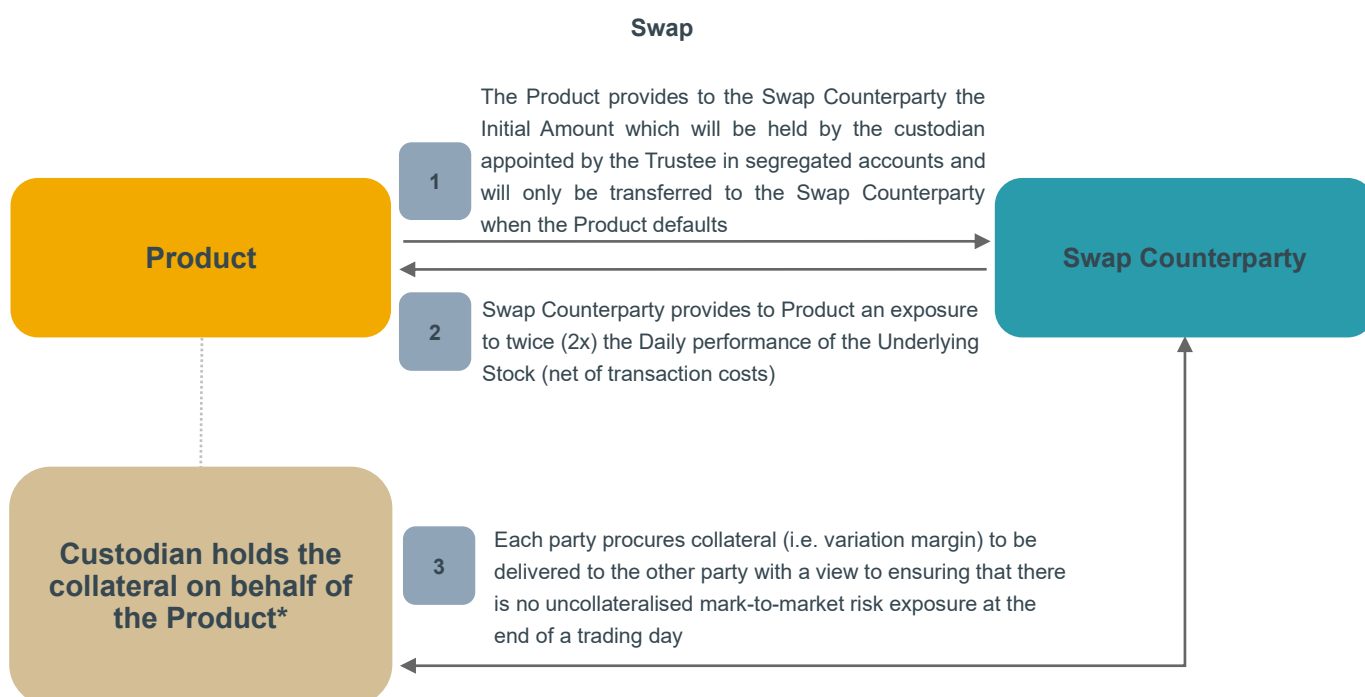 Swap
The Product provides to the Swap Counterparty the
Initial Amount which will be held by the custodian
appointed by the Trustee in segregated accounts and
will only be transferred to the Swap Counterparty
when the Product defaults
1
Product
Swap Counterparty
2
Swap Counterparty provides to Product an exposure
to twice (2x) the Daily performance of the Underlying
Stock (net of transaction costs)
Custodian holds the
collateral on behalf of
the Product*
3
Each party procures collateral (i.e. variation margin) to be
delivered to the other party with a view to ensuring that there
is no uncollateralised mark-to-market risk exposure at the
end of a trading day